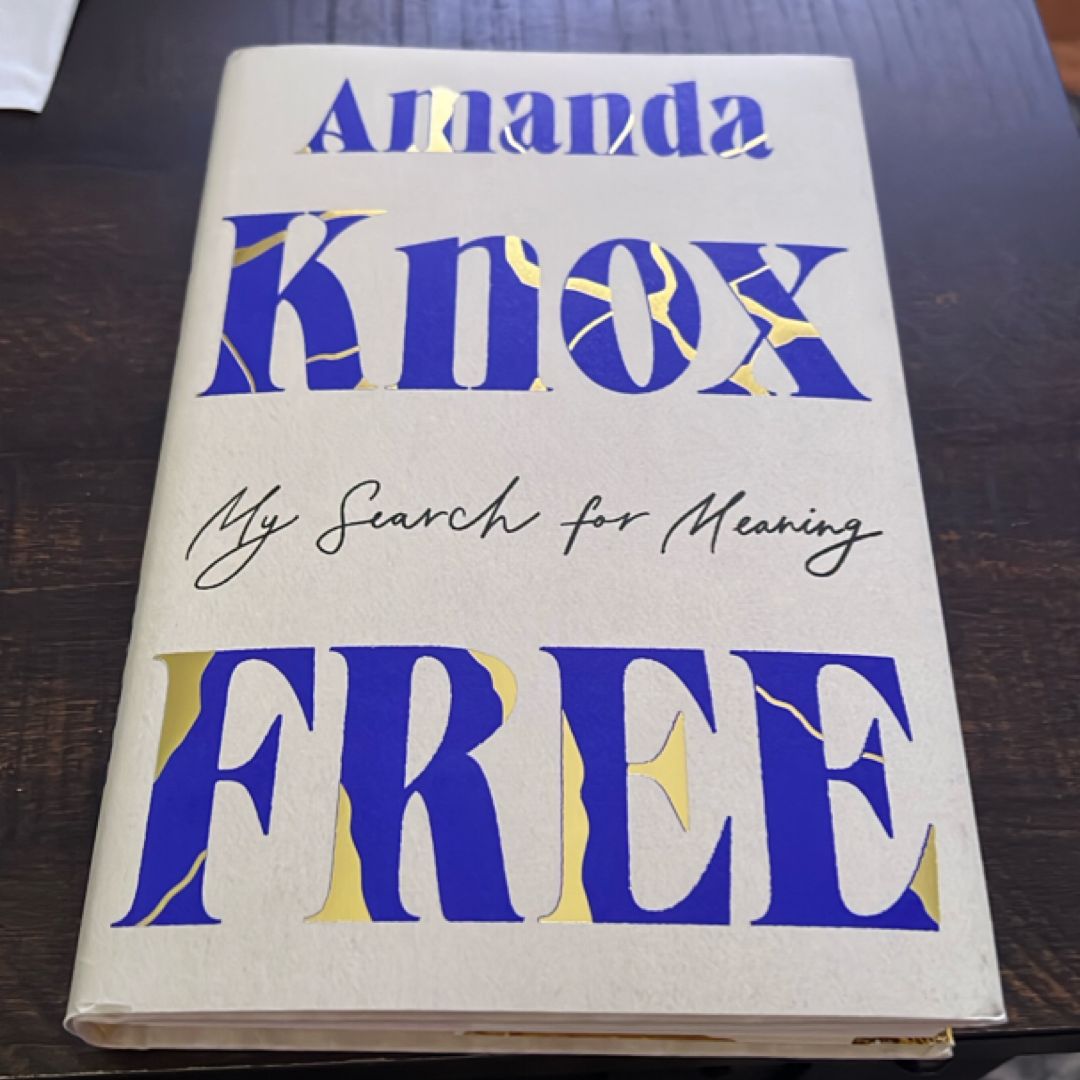 Amanda
Knox
My Search for Meaning
FREE